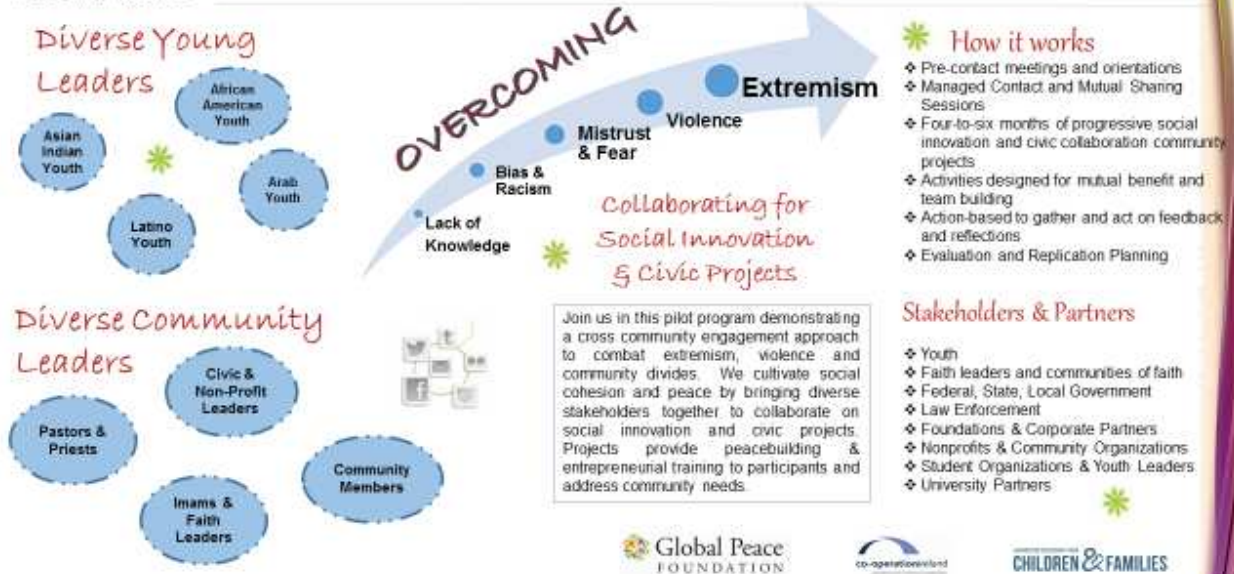 Diverse Young
Leaders
African
American
Youth
Asian
Indian
Youth
Arab
Youth
Latino
Youth
OVERCOMING
Extremism
Violence
Mistrust
& Fear
Bias &
Racism
Lack of
Knowledge
Collaborating for
Social Innovation
& Civic Projects
How it works
❖ Pre-contact meetings and orientations
❖ Managed Contact and Mutual Sharing
Sessions
❖ Four-to-six months of progressive social
innovation and civic collaboration community
projects
❖ Activities designed for mutual benefit and
team building
❖ Action-based to gather and act on feedback
and reflections
❖ Evaluation and Replication Planning
Diverse Community
Leaders
Civic &
Non-Profit
Leaders
Pastors &
Priests
Community
Members
Imams &
Faith
Leaders
Join us in this pilot program demonstrating
a cross community engagement approach
to combat extremism, violence and
community divides. We cultivate social
cohesion and peace by bringing diverse
stakeholders together to collaborate on
social innovation and civic projects.
Projects provide peacebuilding &
entrepreneurial training to participants and
address community needs.
Stakeholders & Partners
❖ Youth
❖ Faith leaders and communities of faith
❖ Federal, State, Local Government
❖ Law Enforcement
❖ Foundations & Corporate Partners
❖ Nonprofits & Community Organizations
❖ Student Organizations & Youth Leaders
❖ University Partners
Global Peace
FOUNDATION
co-operationireland
CHILDREN & FAMILIES